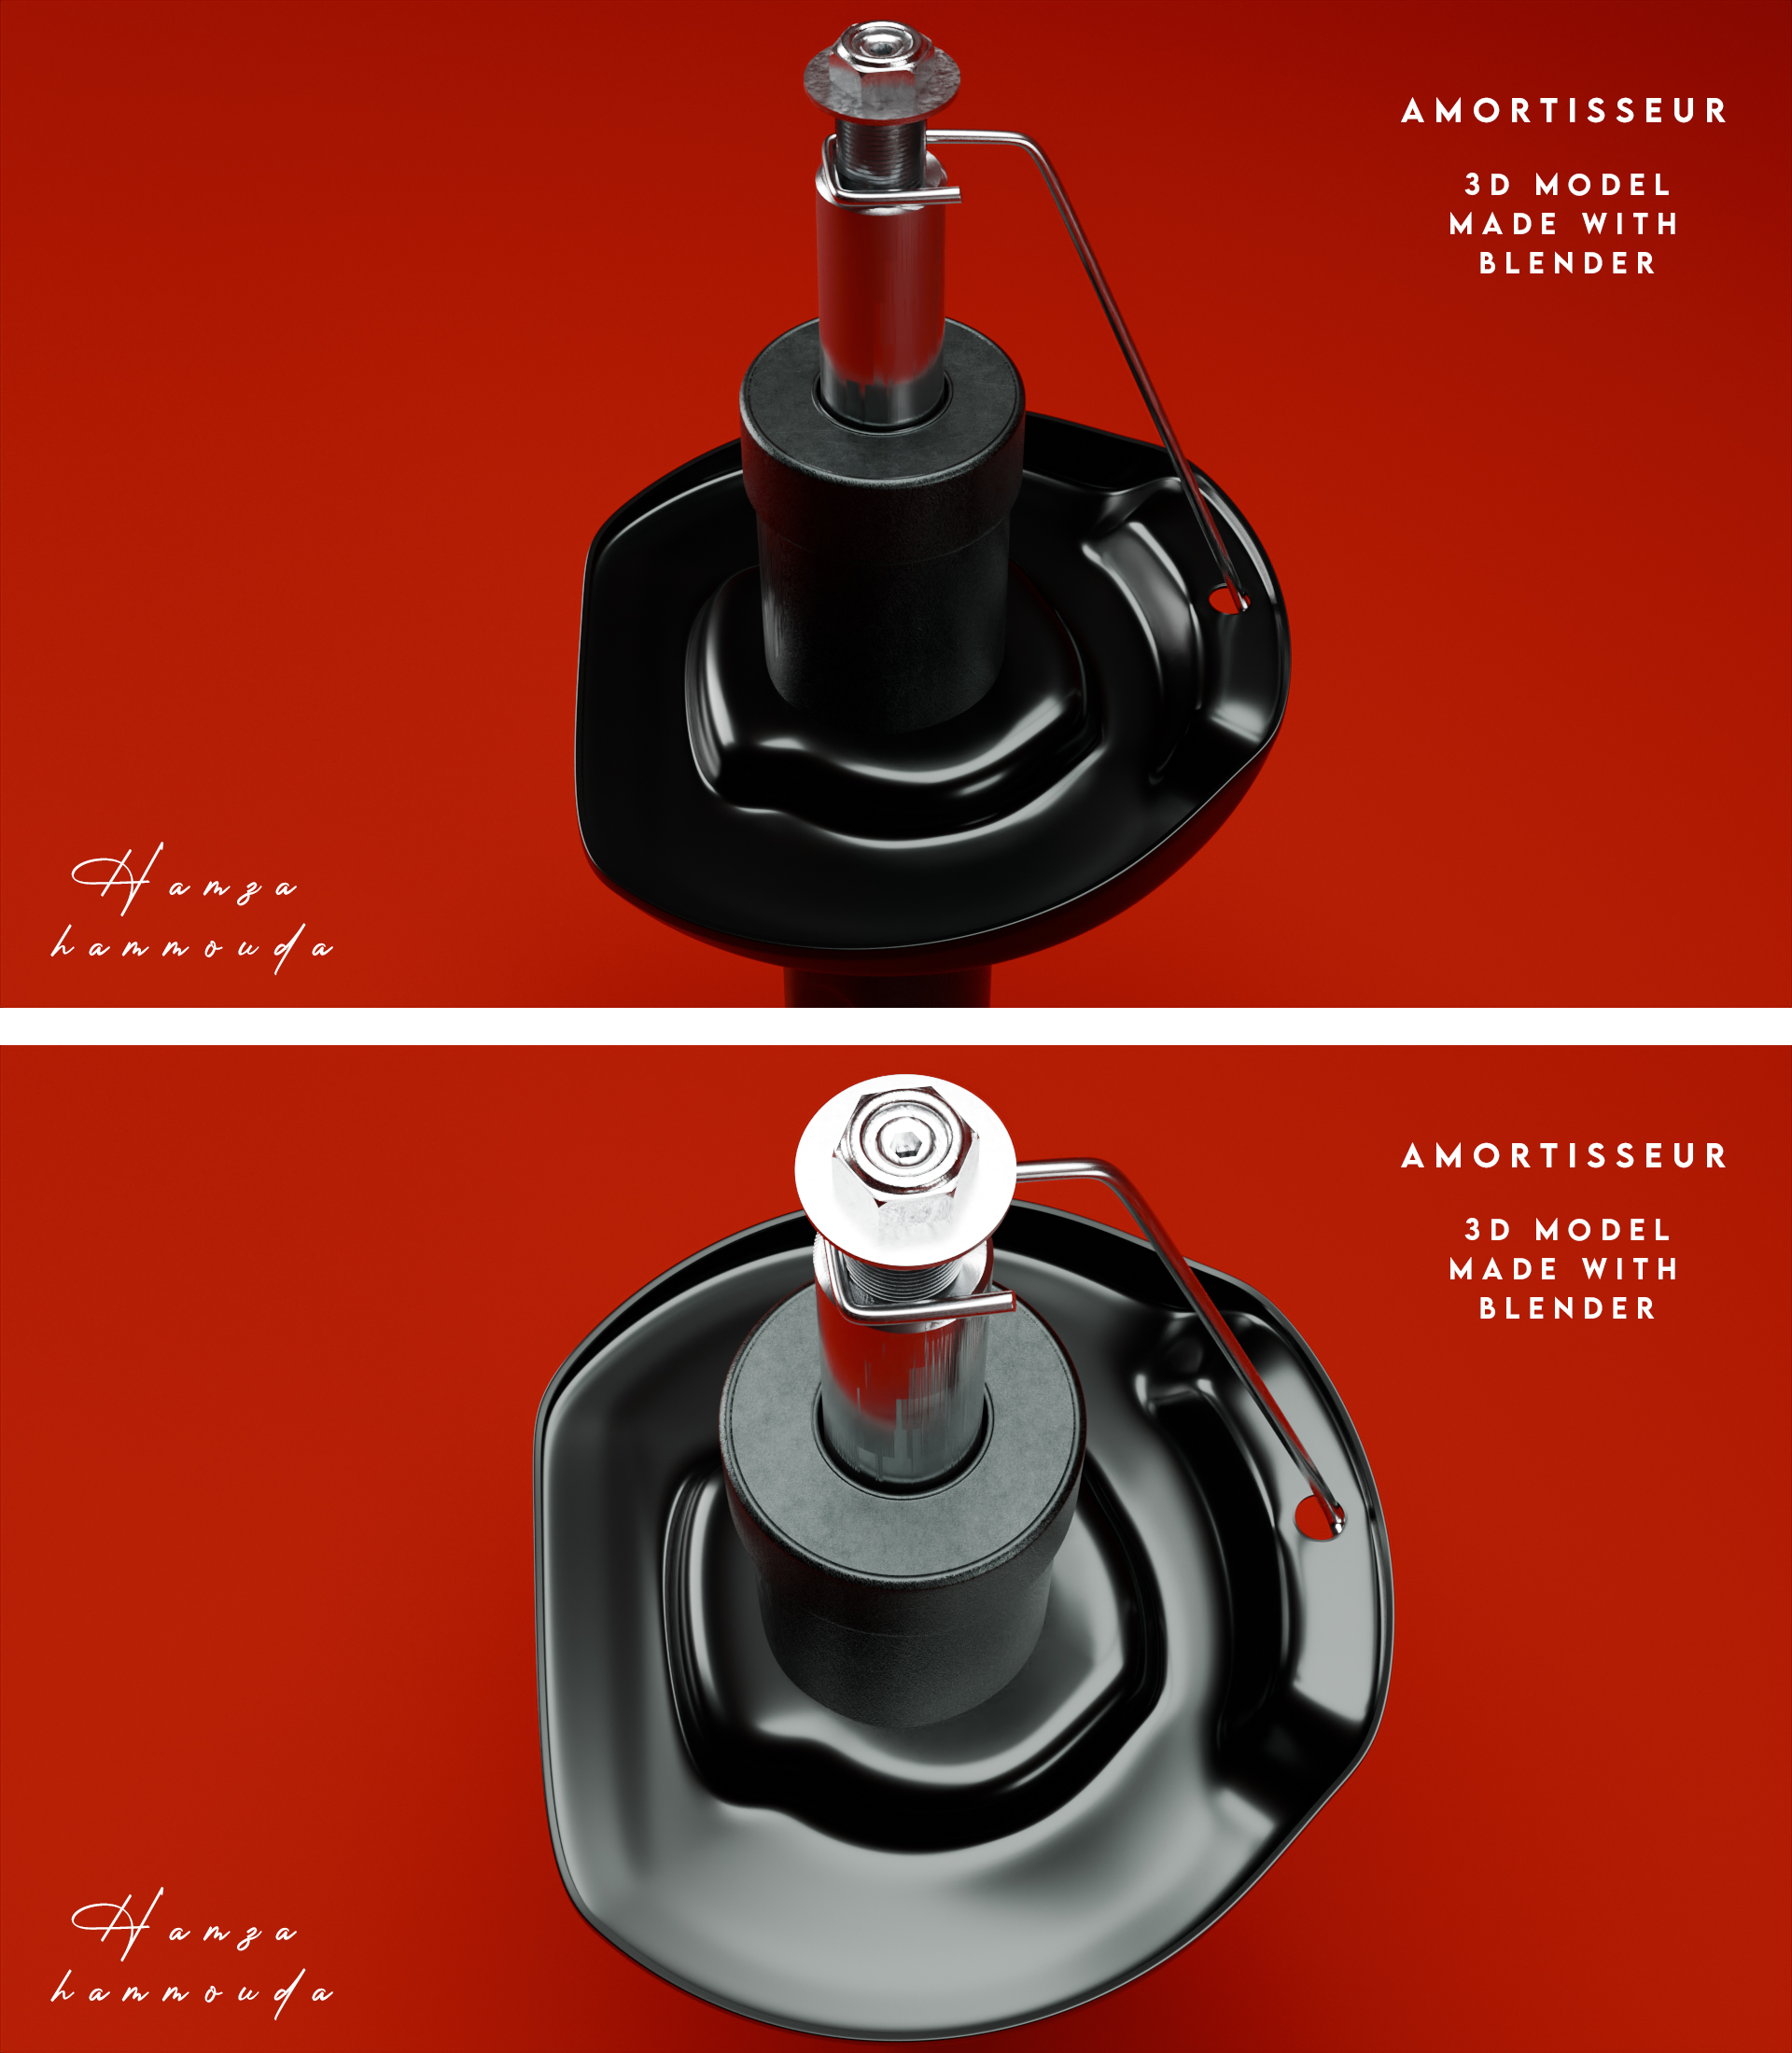 AMORTISSEUR
3D MODEL
MADE WITH
BLENDER
Hamza
hammouda
AMORTISSEUR
3D MODEL
MADE WITH
BLENDER
Hamza
hammouda